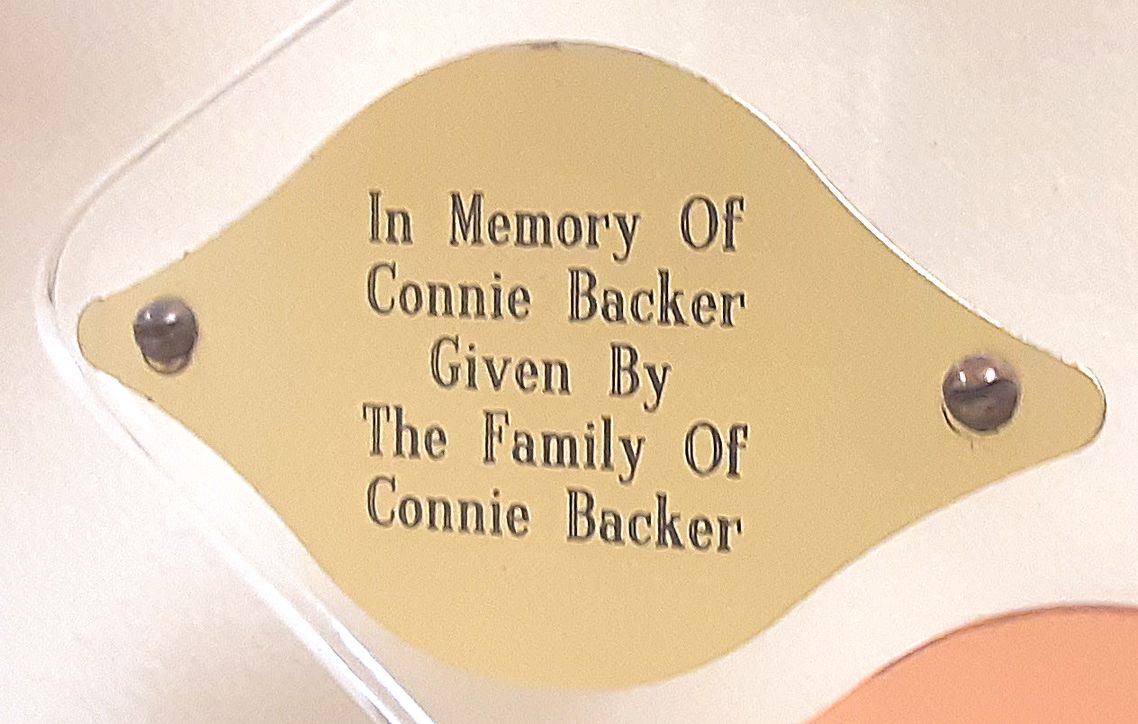 In Memory Of
Connie Backer
Given By
The Family Of
Connie Backer